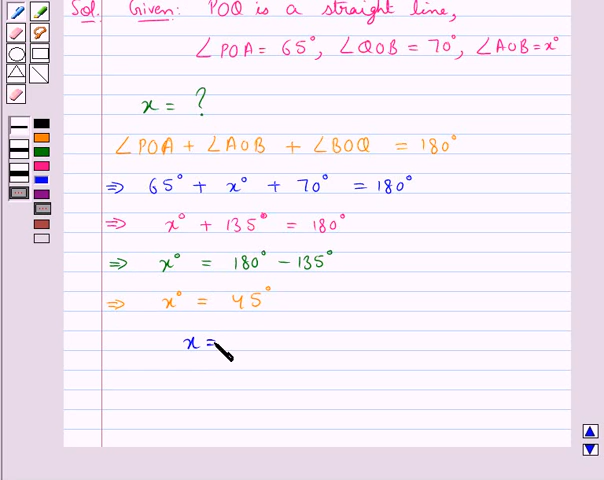 Sol. Given: POQ is a straight line,
∠POA = 65°, ∠QOB = 70°, ∠AOB = x°
x = ?
∠POA + ∠AOB + ∠BOQ = 180°
⇒ 65° + x° + 70° = 180°
⇒ x° + 135° = 180°
⇒ x° = 180° - 135°
⇒ x° = 45°
x =